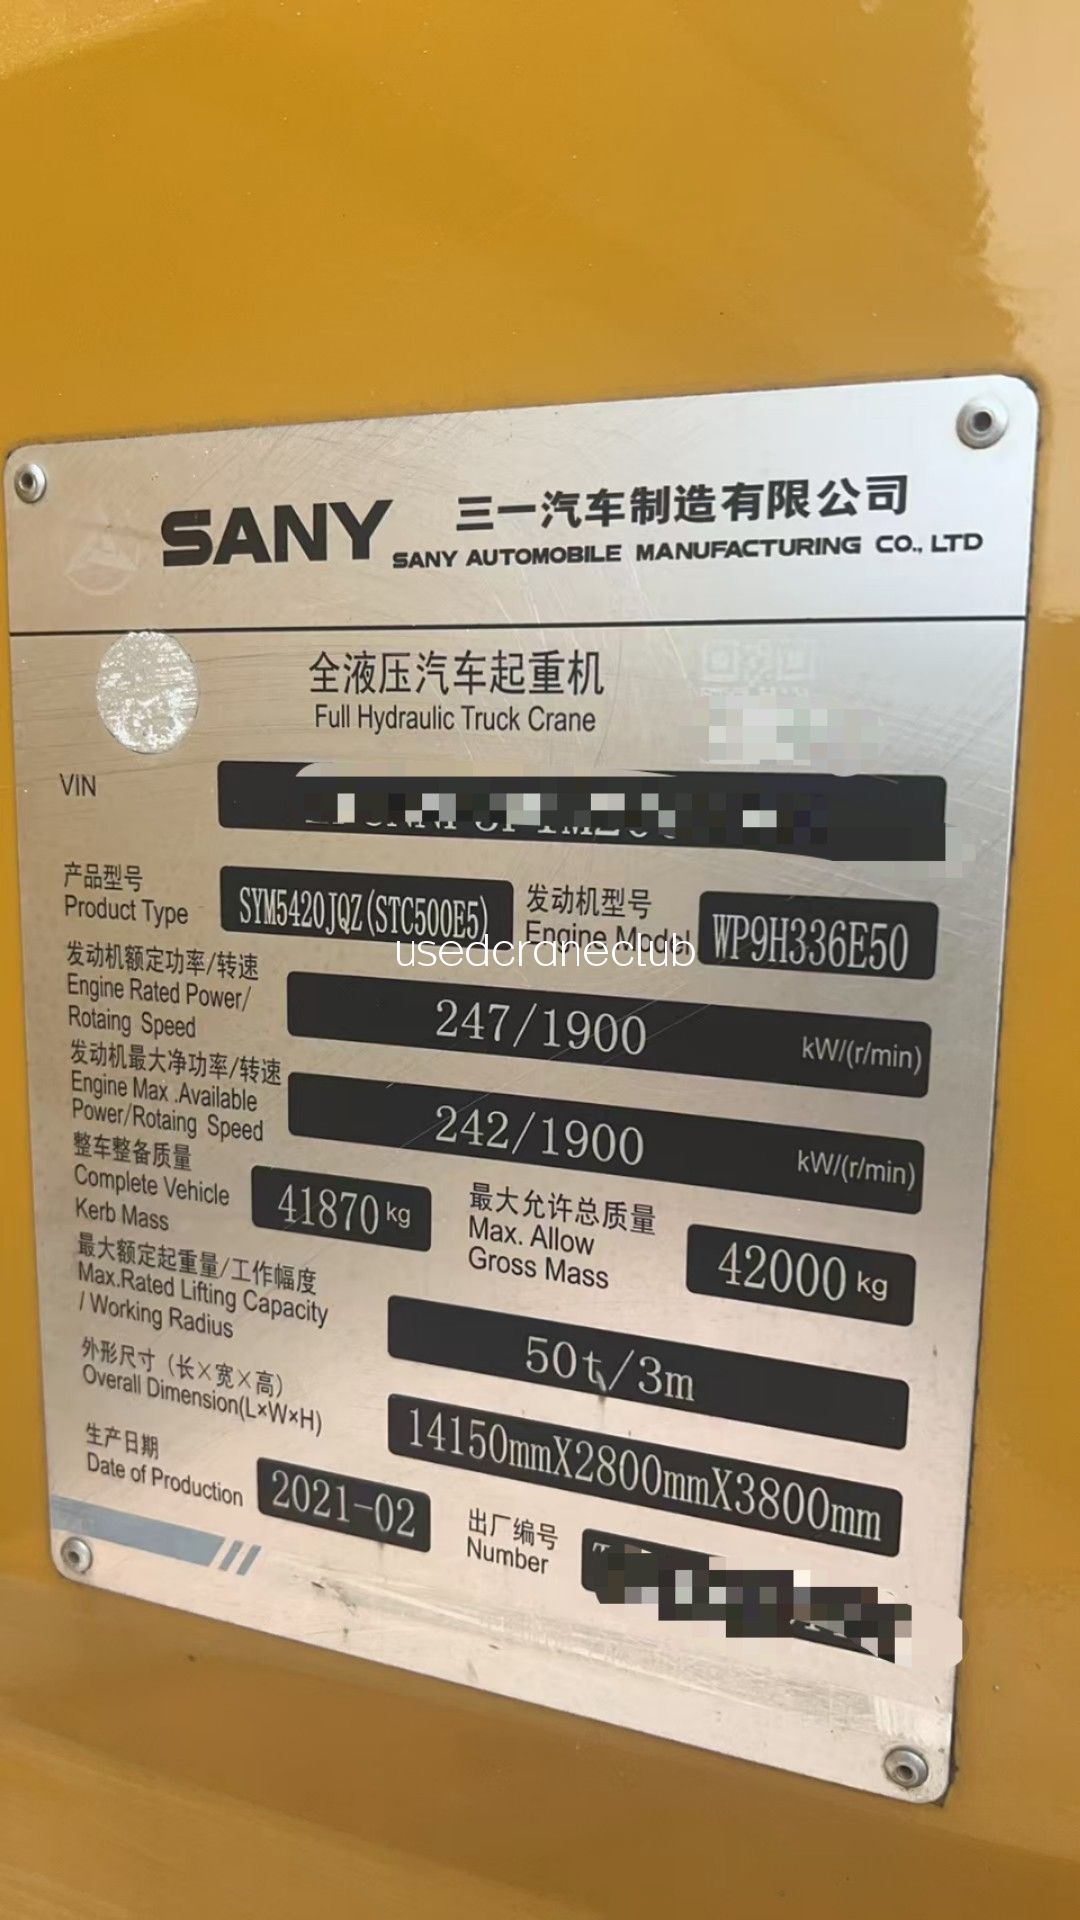 SANY 三一汽车制造有限公司
SANY AUTOMOBILE MANUFACTURING CO., LTD
全液压汽车起重机
Full Hydraulic Truck Crane
VIN
产品型号
Product Type
SYM5420JQZ(STC500E5)
发动机型号
Engine Model
WP9H336E50
usedcraneclub
发动机额定功率/转速
Engine Rated Power/
Rotaing Speed
247/1900 kW/(r/min)
发动机最大净功率/转速
Engine Max .Available
Power/Rotaing Speed
242/1900 kW/(r/min)
整车整备质量
Complete Vehicle
Kerb Mass
41870 kg
最大允许总质量
Max. Allow
Gross Mass
42000 kg
最大额定起重量/工作幅度
Max.Rated Lifting Capacity
/ Working Radius
50t/3m
外形尺寸（长×宽×高）
Overall Dimension(L×W×H)
14150mmX2800mmX3800mm
生产日期
Date of Production
2021-02
出厂编号
Number